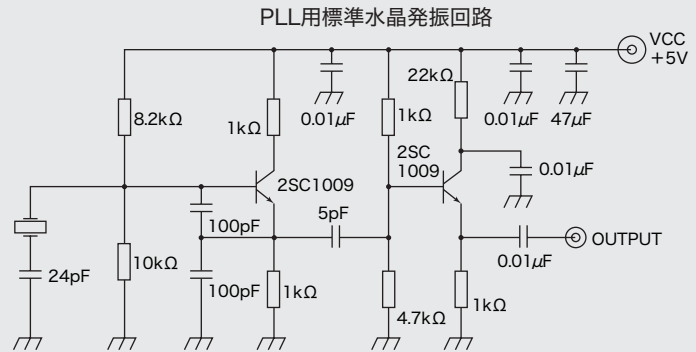 PLL用標準水晶発振回路
VCC
+5V
22kΩ
8.2kΩ
1kΩ
0.01μF
1kΩ
0.01μF
47μF
2SC
1009
0.01μF
2SC1009
5pF
100pF
OUTPUT
24pF
10kΩ
100pF
1kΩ
4.7kΩ
1kΩ
0.01μF